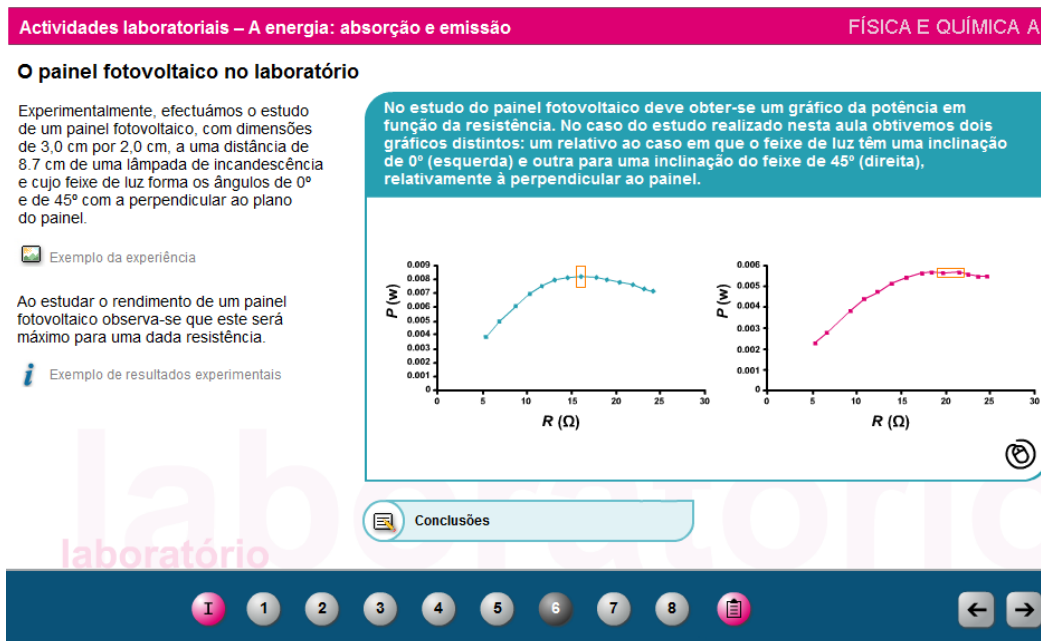 Actividades laboratoriais – A energia: absorção e emissão
FÍSICA E QUÍMICA A
O painel fotovoltaico no laboratório
Experimentalmente, efectuámos o estudo
de um painel fotovoltaico, com dimensões
de 3,0 cm por 2,0 cm, a uma distância de
8.7 cm de uma lâmpada de incandescência
e cujo feixe de luz forma os ângulos de 0º
e de 45º com a perpendicular ao plano
do painel.
Exemplo da experiência
Ao estudar o rendimento de um painel
fotovoltaico observa-se que este será
máximo para uma dada resistência.
Exemplo de resultados experimentais
No estudo do painel fotovoltaico deve obter-se um gráfico da potência em
função da resistência. No caso do estudo realizado nesta aula obtivemos dois
gráficos distintos: um relativo ao caso em que o feixe de luz têm uma inclinação
de 0º (esquerda) e outra para uma inclinação do feixe de 45º (direita),
relativamente à perpendicular ao painel.
P (w)
0.009
0.008
0.007
0.006
0.005
0.004
0.003
0.002
0.001
0
0 5 10 15 20 25 30
R (Ω)
P (w)
0.006
0.005
0.004
0.003
0.002
0.001
0
0 5 10 15 20 25 30
R (Ω)
Conclusões
laboratório
laboratório
I 1 2 3 4 5 6 7 8